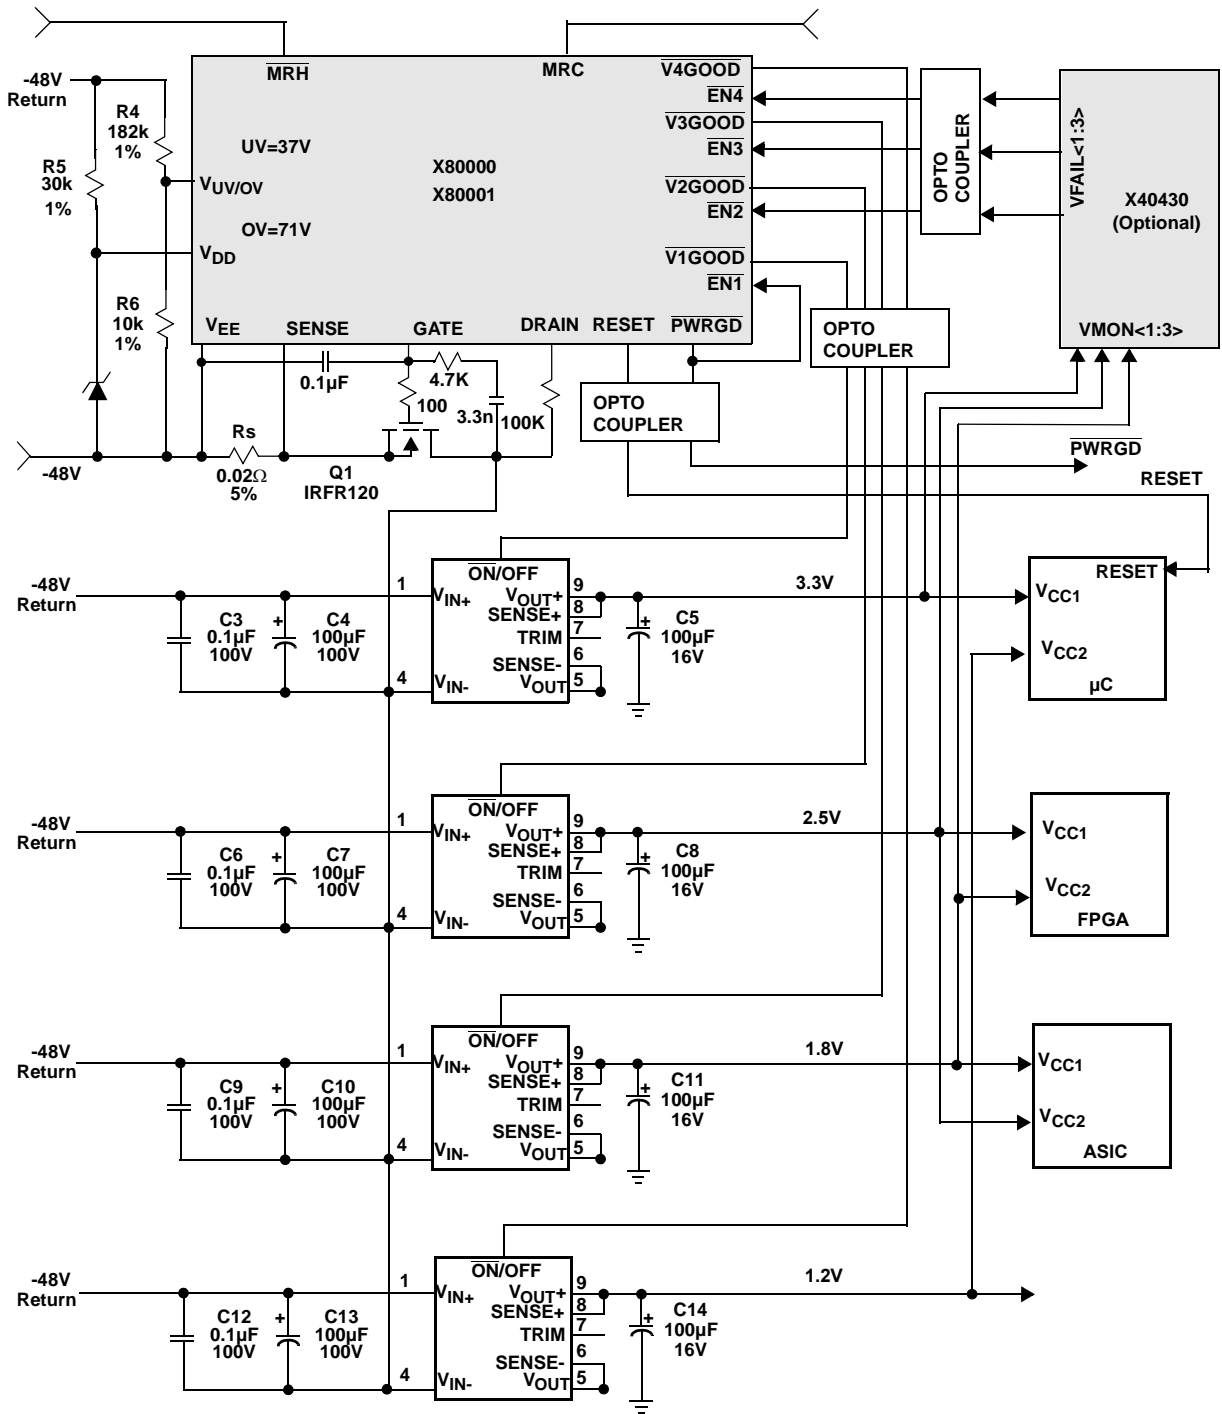 MRH
MRC
-48V
Return
R4
182k
1%
R5
30k
1%
R6
10k
1%
UV=37V
OV=71V
X80000
X80001
VUV/OV
VDD
VEE
SENSE
GATE
DRAIN
RESET
PWRGD
V4GOOD
EN4
V3GOOD
EN3
V2GOOD
EN2
V1GOOD
EN1
OPTO
COUPLER
VFAIL<1:3>
X40430
(Optional)
VMON<1:3>
OPTO
COUPLER
OPTO
COUPLER
0.1µF
4.7K
100
3.3n
100K
-48V
Rs
0.02Ω
5%
Q1
IRFR120
PWRGD
RESET
-48V
Return
C3
0.1µF
100V
C4
100µF
100V
+
1
4
ON/OFF
VIN+
VIN-
VOUT+
SENSE+
TRIM
SENSE-
VOUT
9
8
7
6
5
+
C5
100µF
16V
3.3V
RESET
VCC1
VCC2
µC
-48V
Return
C6
0.1µF
100V
C7
100µF
100V
+
1
4
ON/OFF
VIN+
VIN-
VOUT+
SENSE+
TRIM
SENSE-
VOUT
9
8
7
6
5
+
C8
100µF
16V
2.5V
VCC1
VCC2
FPGA
-48V
Return
C9
0.1µF
100V
C10
100µF
100V
+
1
4
ON/OFF
VIN+
VIN-
VOUT+
SENSE+
TRIM
SENSE-
VOUT
9
8
7
6
5
+
C11
100µF
16V
1.8V
VCC1
VCC2
ASIC
-48V
Return
C12
0.1µF
100V
C13
100µF
100V
+
1
4
ON/OFF
VIN+
VIN-
VOUT+
SENSE+
TRIM
SENSE-
VOUT
9
8
7
6
5
+
C14
100µF
16V
1.2V